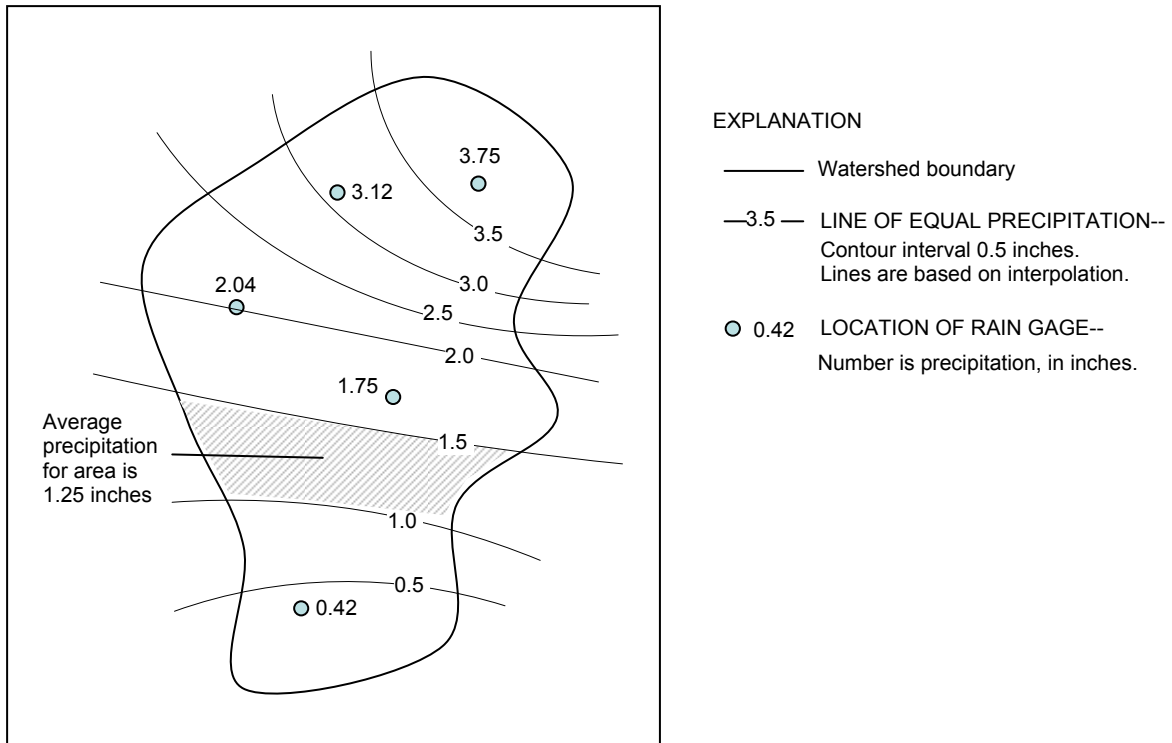 3.75
3.12
3.5
3.0
2.04
2.5
2.0
1.75
Average
precipitation
for area is
1.25 inches
1.5
1.0
0.5
0.42
EXPLANATION
Watershed boundary
3.5 LINE OF EQUAL PRECIPITATION--
Contour interval 0.5 inches.
Lines are based on interpolation.
0.42 LOCATION OF RAIN GAGE--
Number is precipitation, in inches.